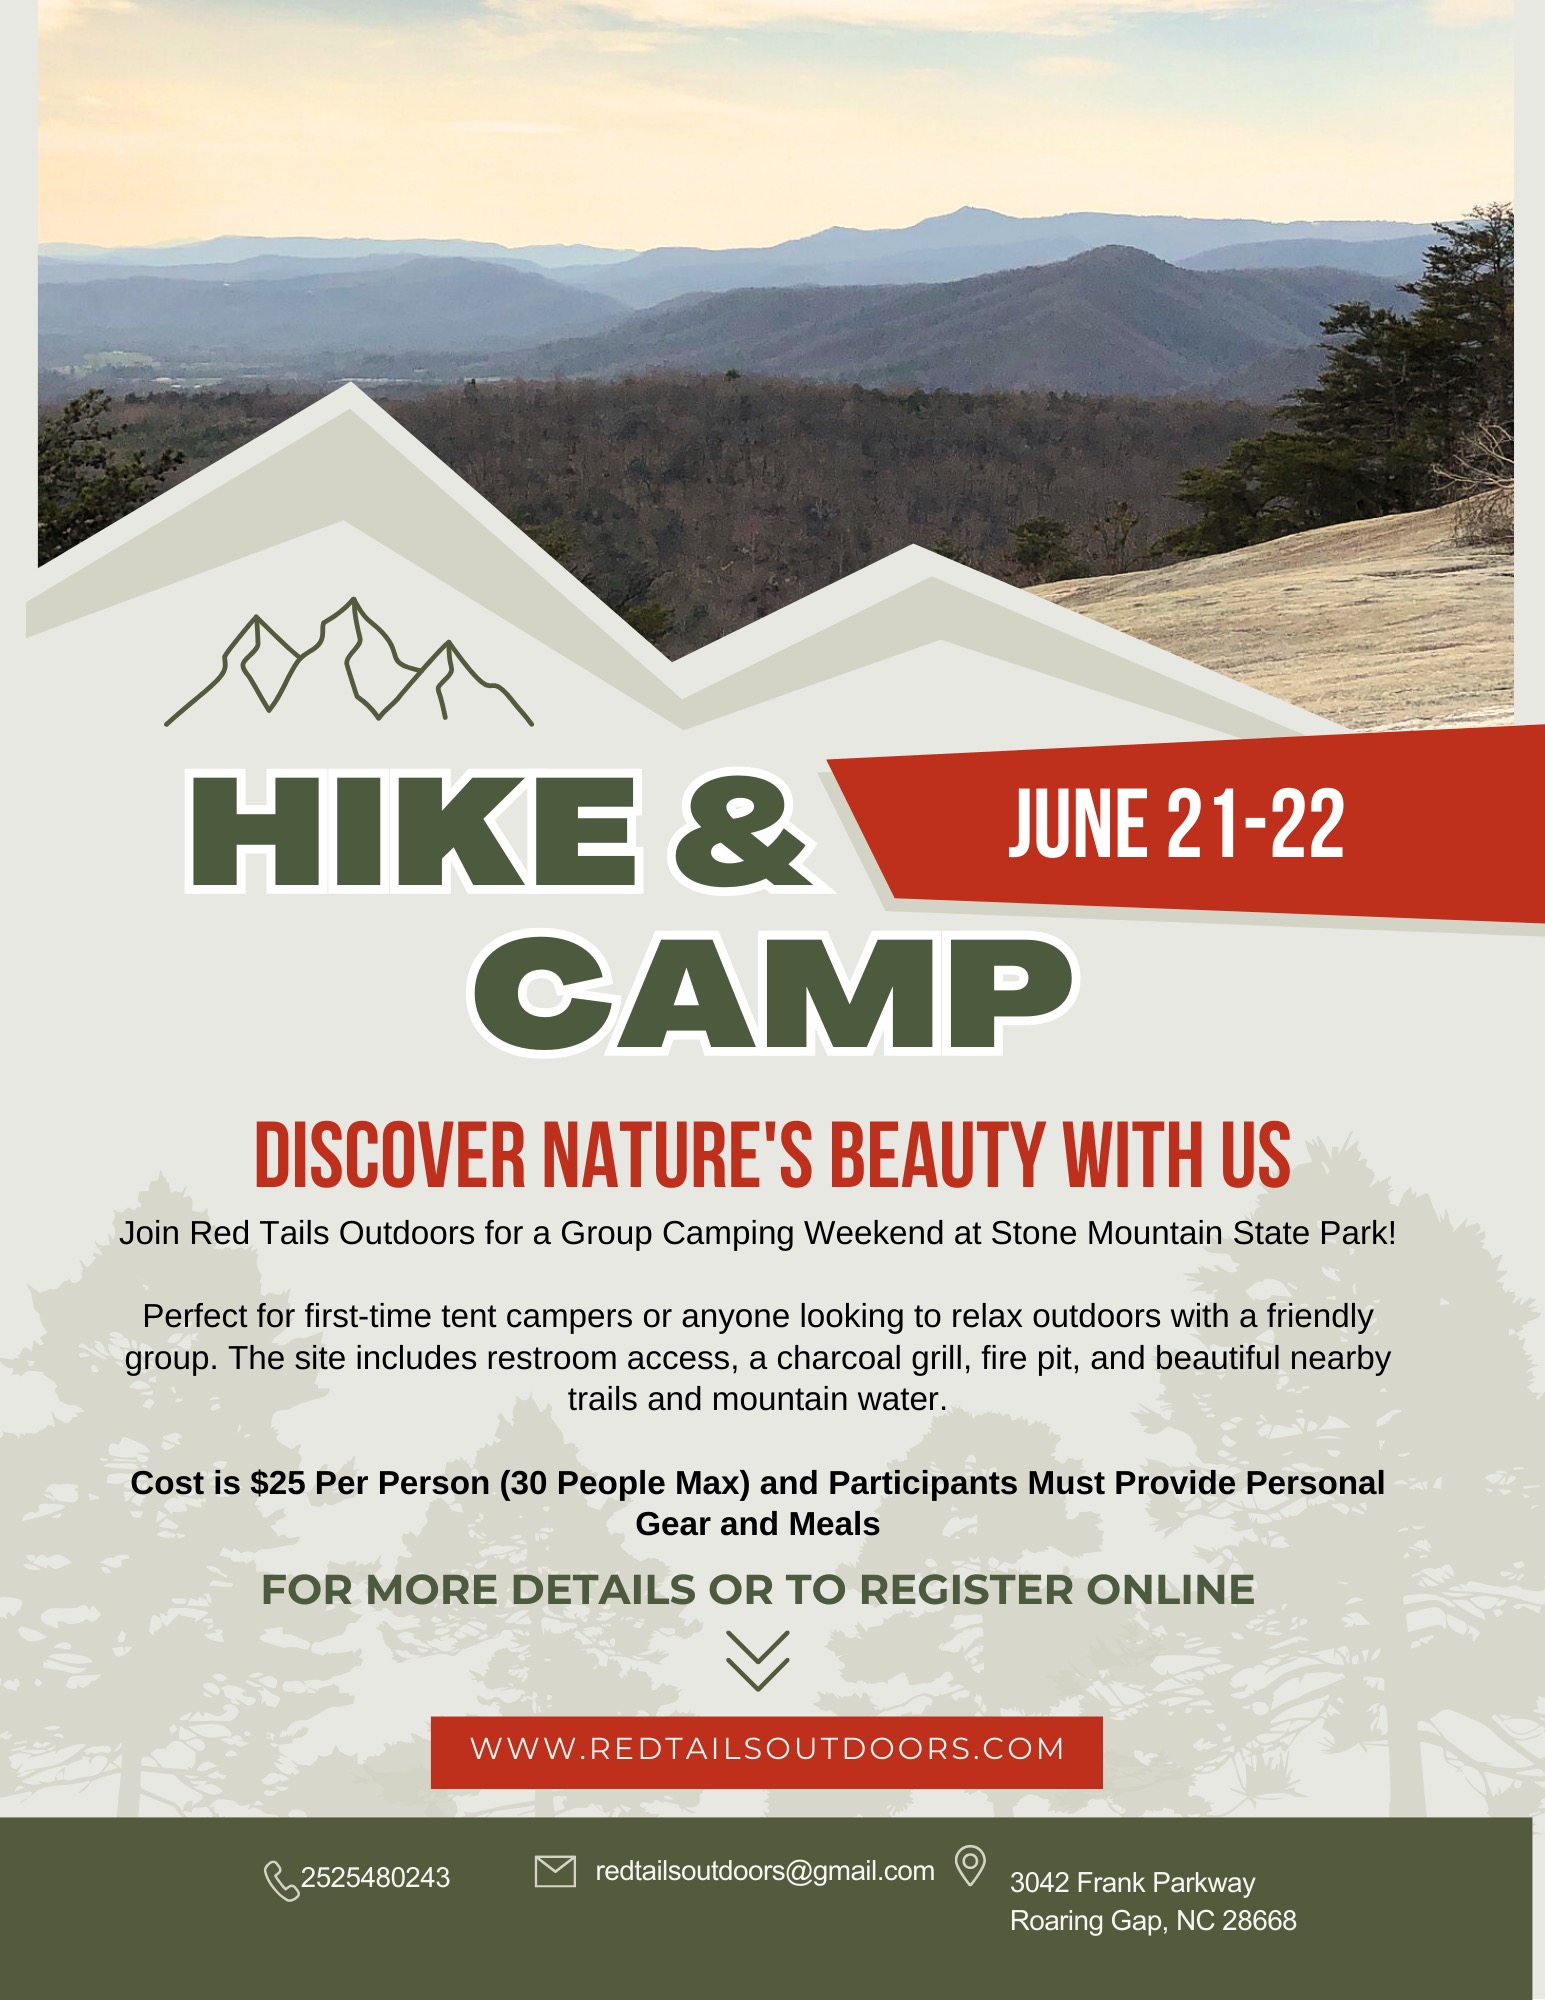 HIKE &
JUNE 21-22
CAMP
DISCOVER NATURE'S BEAUTY WITH US
Join Red Tails Outdoors for a Group Camping Weekend at Stone Mountain State Park!
Perfect for first-time tent campers or anyone looking to relax outdoors with a friendly
group. The site includes restroom access, a charcoal grill, fire pit, and beautiful nearby
trails and mountain water.
Cost is $25 Per Person (30 People Max) and Participants Must Provide Personal
Gear and Meals
FOR MORE DETAILS OR TO REGISTER ONLINE
WWW.REDTAILSOUTDOORS.COM
2525480243
redtailsoutdoors@gmail.com
3042 Frank Parkway
Roaring Gap, NC 28668